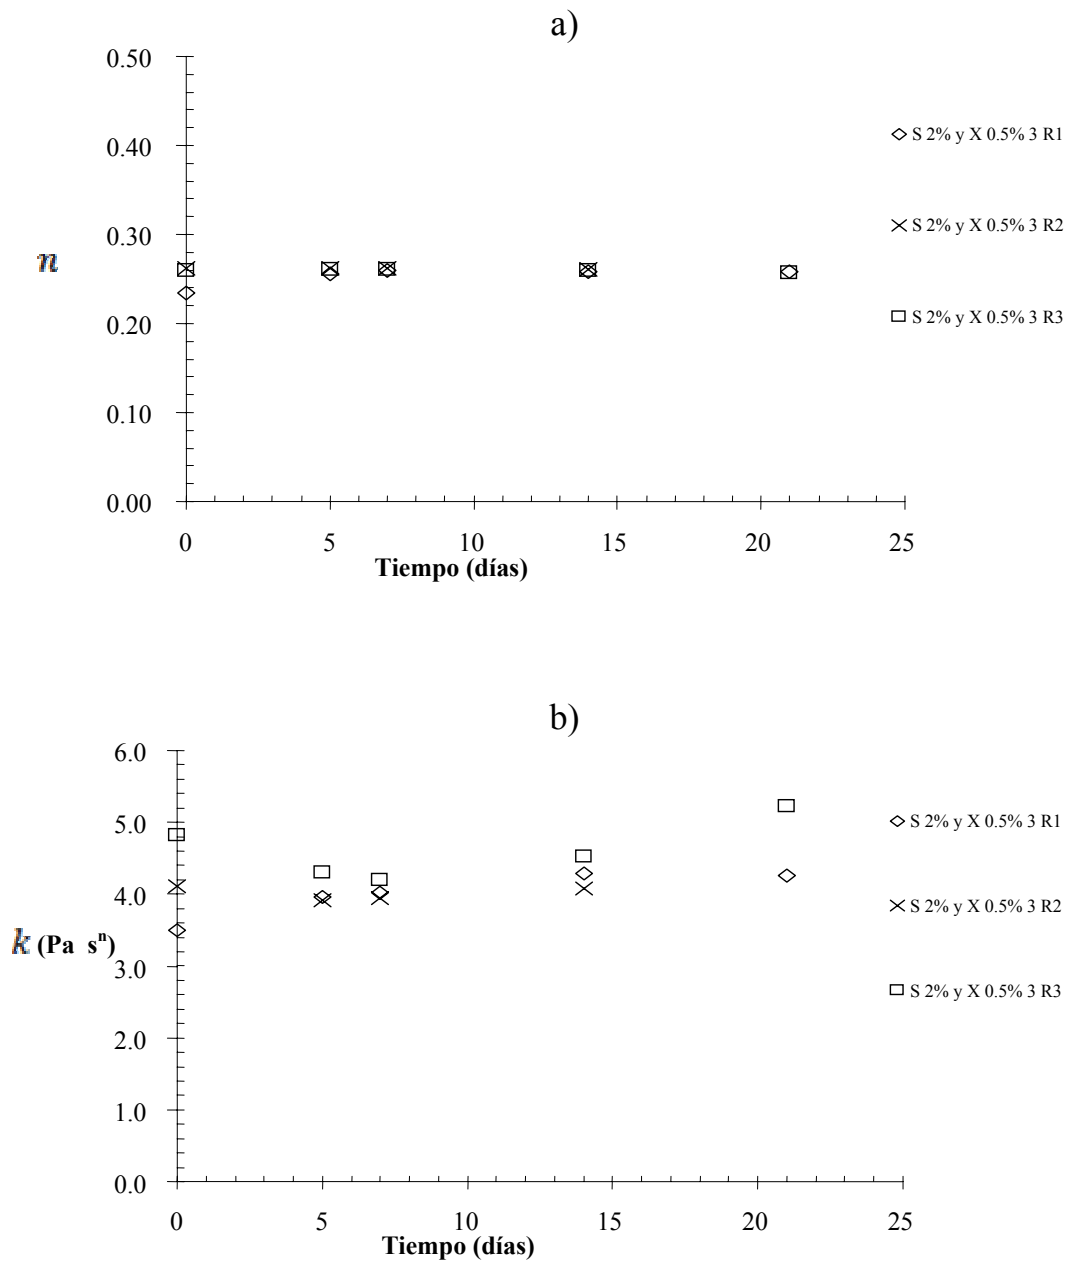 a)
0.50
0.40
0.30
0.20
0.10
0.00
n
0 5 10 15 20 25
Tiempo (días)
S 2% y X 0.5% 3 R1
S 2% y X 0.5% 3 R2
S 2% y X 0.5% 3 R3
b)
6.0
5.0
4.0
3.0
2.0
1.0
0.0
k (Pa sⁿ)
0 5 10 15 20 25
Tiempo (días)
S 2% y X 0.5% 3 R1
S 2% y X 0.5% 3 R2
S 2% y X 0.5% 3 R3